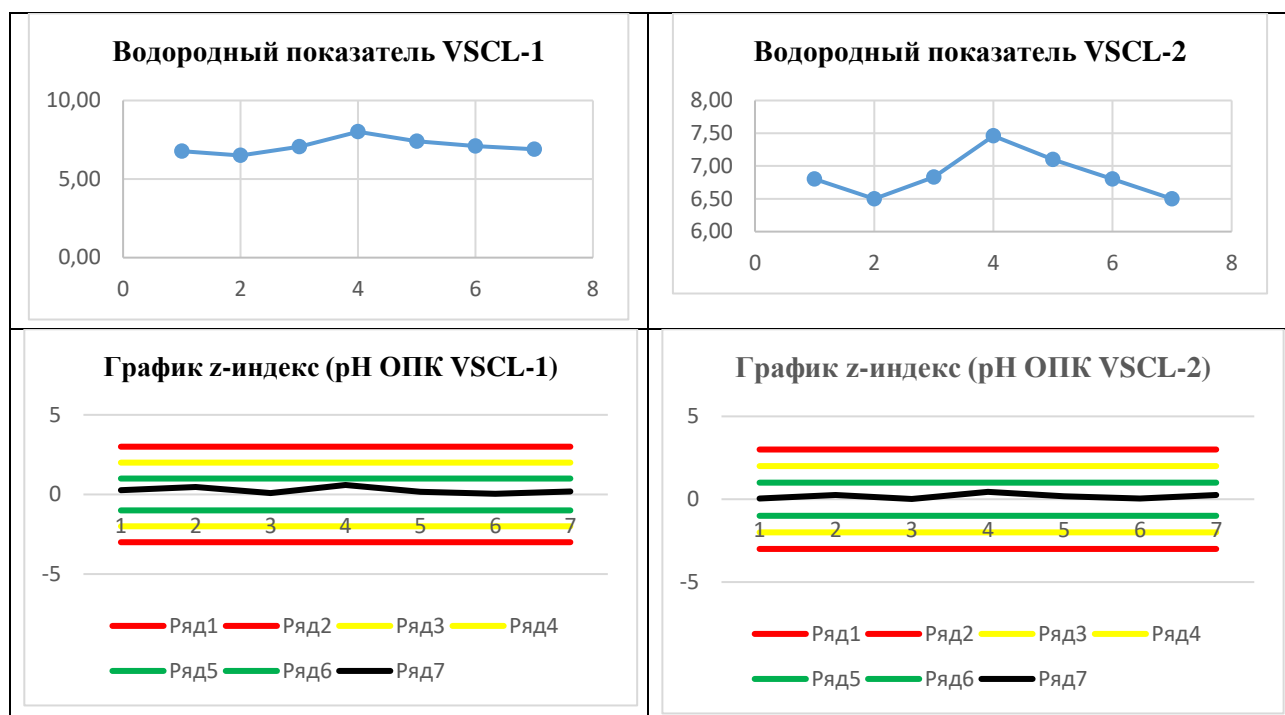 Водородный показатель VSCL-1
10,00
5,00
0,00
0 2 4 6 8
Водородный показатель VSCL-2
8,00
7,50
7,00
6,50
6,00
0 2 4 6 8
График z-индекс (pH ОПК VSCL-1)
5
0
1 2 3 4 5 6 7
-5
Ряд1 Ряд2 Ряд3 Ряд4
Ряд5 Ряд6 Ряд7
График z-индекс (pH ОПК VSCL-2)
5
0
1 2 3 4 5 6 7
-5
Ряд1 Ряд2 Ряд3 Ряд4
Ряд5 Ряд6 Ряд7